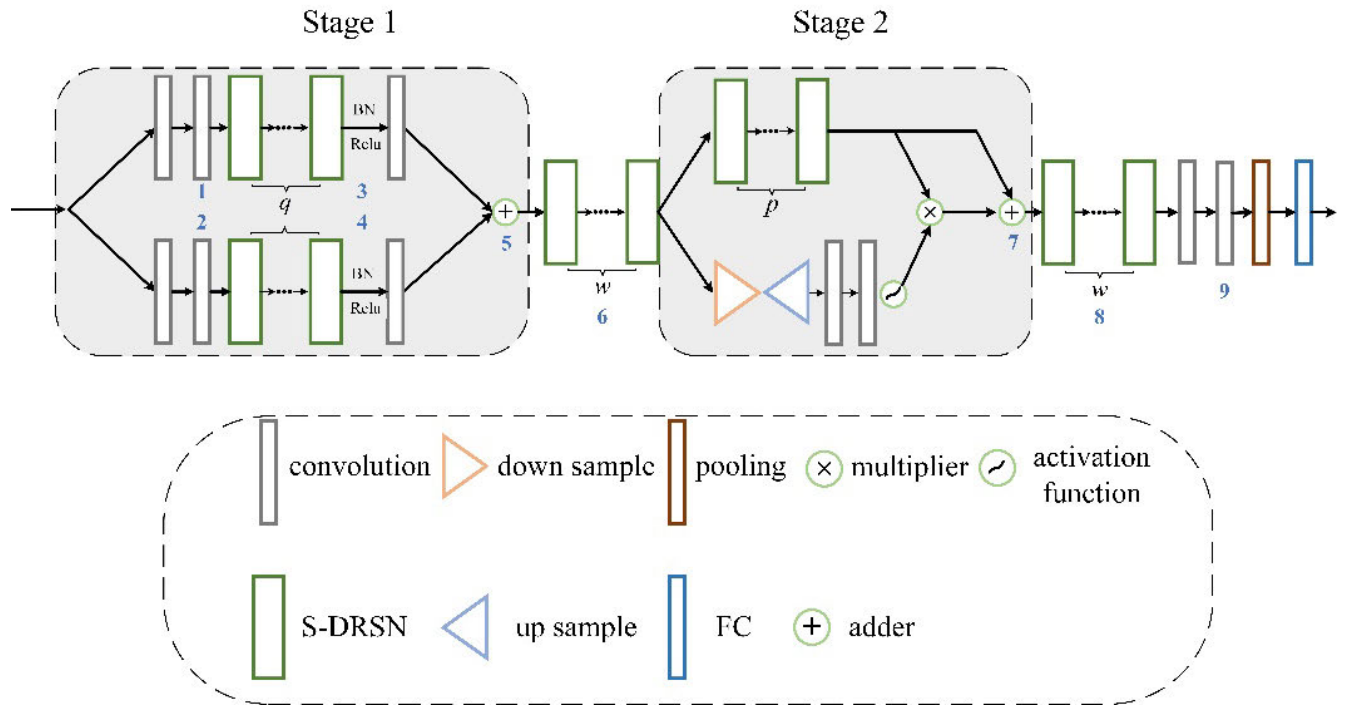 Stage 1
Stage 2
BN
Relu
1
q
3
p
2
4
5
7
BN
Relu
w
6
w
8
9
convolution
down sample
pooling
multiplier
activation
function
S-DRSN
up sample
FC
adder